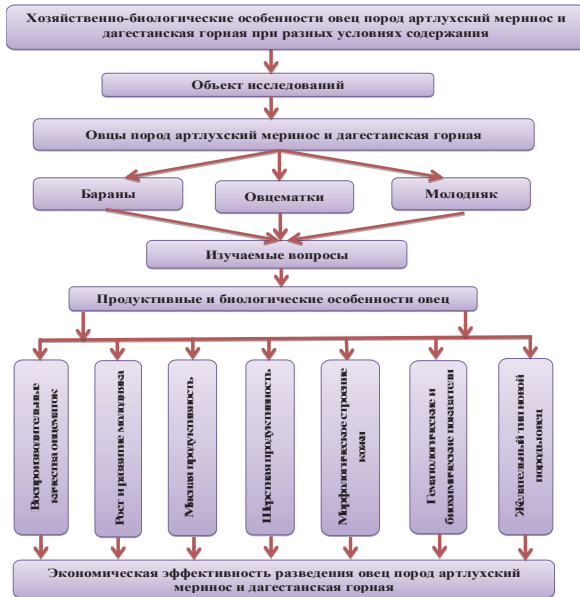 Хозяйственно-биологические особенности овец пород артлухский меринос и
дагестанская горная при разных условиях содержания
Объект исследований
Овцы пород артлухский меринос и дагестанская горная
Бараны
Овцематки
Молодняк
Изучаемые вопросы
Продуктивные и биологические особенности овец
Воспроизводительные
качества овцематок
Рост и развитие молодняка
Мясная продуктивность
Шерстная продуктивность
Морфологическое строение
кожи
Гематологические и
биохимические показатели
Желательный тип новой
породы овец
Экономическая эффективность разведения овец пород артлухский
меринос и дагестанская горная